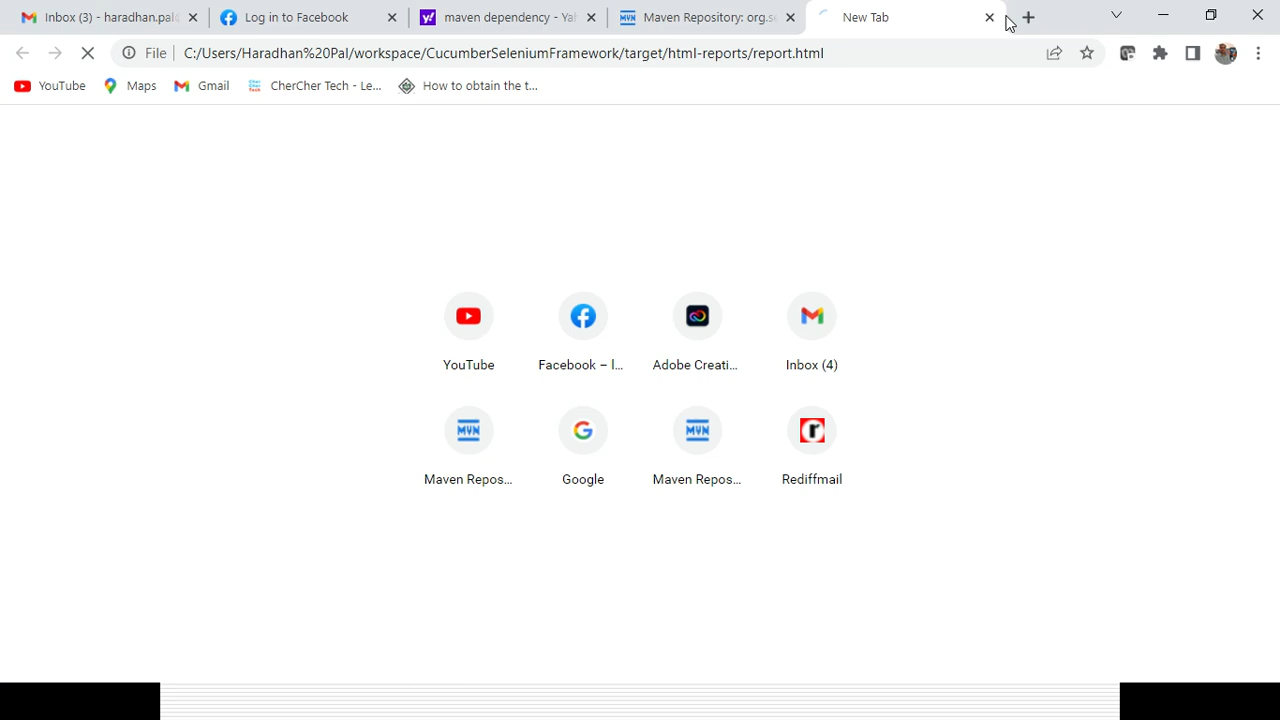 Inbox (3) - haradhan.pal
Log in to Facebook
maven dependency - Yah
Maven Repository: org.se
New Tab
File
C:/Users/Haradhan%20Pal/workspace/CucumberSeleniumFramework/target/html-reports/report.html
YouTube
Maps
Gmail
CherCher Tech - Le...
How to obtain the t...
YouTube
Facebook – l...
Adobe Creati...
Inbox (4)
Maven Repos...
Google
Maven Repos...
Rediffmail